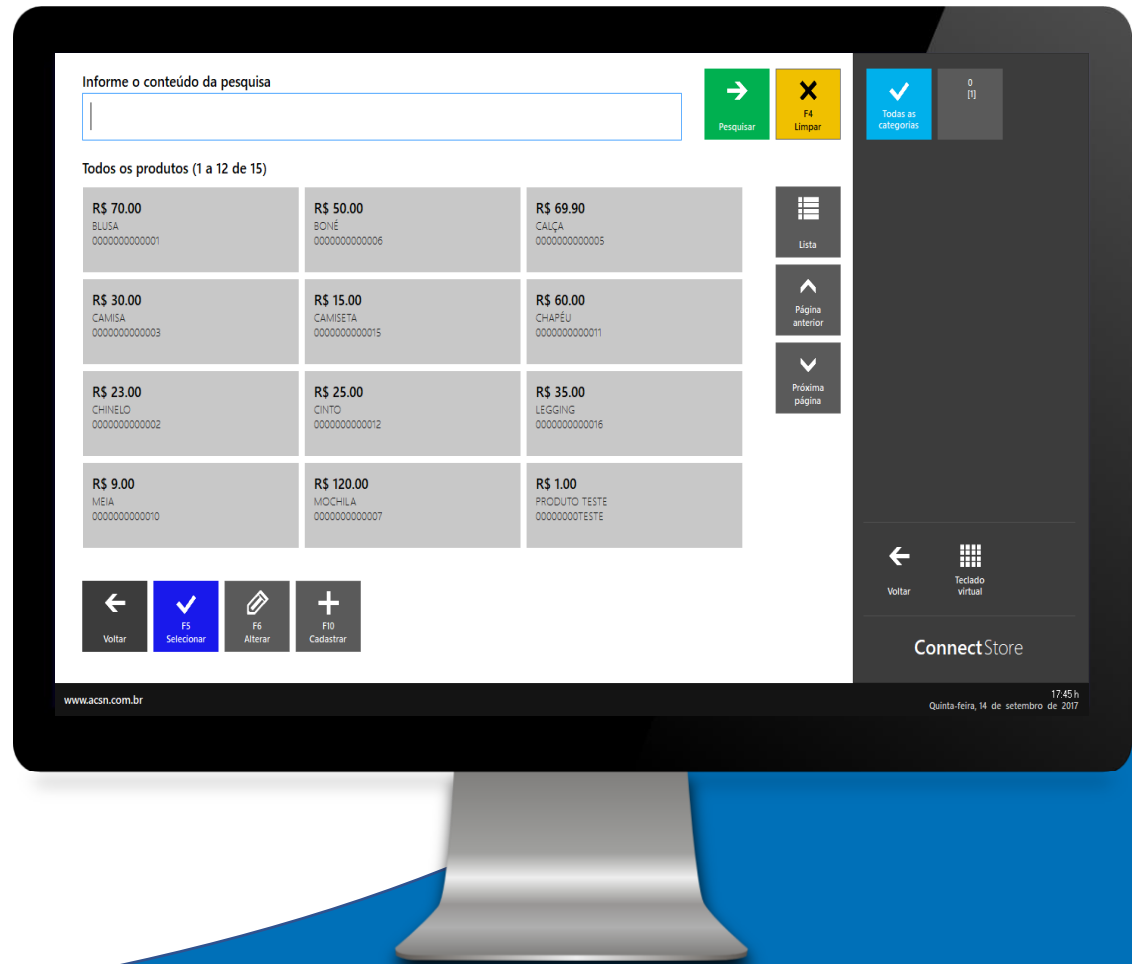 Informe o conteúdo da pesquisa
Pesquisar
F4
Limpar
Todas as
categorias
0
[1]
Todos os produtos (1 a 12 de 15)
R$ 70.00
BLUSA
0000000000001
R$ 50.00
BONÉ
0000000000006
R$ 69.90
CALÇA
0000000000005
Lista
R$ 30.00
CAMISA
0000000000003
R$ 15.00
CAMISETA
0000000000015
R$ 60.00
CHAPÉU
0000000000011
Página
anterior
R$ 23.00
CHINELO
0000000000002
R$ 25.00
CINTO
0000000000012
R$ 35.00
LEGGING
0000000000016
Próxima
página
R$ 9.00
MEIA
0000000000010
R$ 120.00
MOCHILA
0000000000007
R$ 1.00
PRODUTO TESTE
00000000TESTE
Voltar
F5
Selecionar
F6
Alterar
F10
Cadastrar
Voltar
Teclado
virtual
ConnectStore
www.acsn.com.br
17:45 h
Quinta-feira, 14 de setembro de 2017